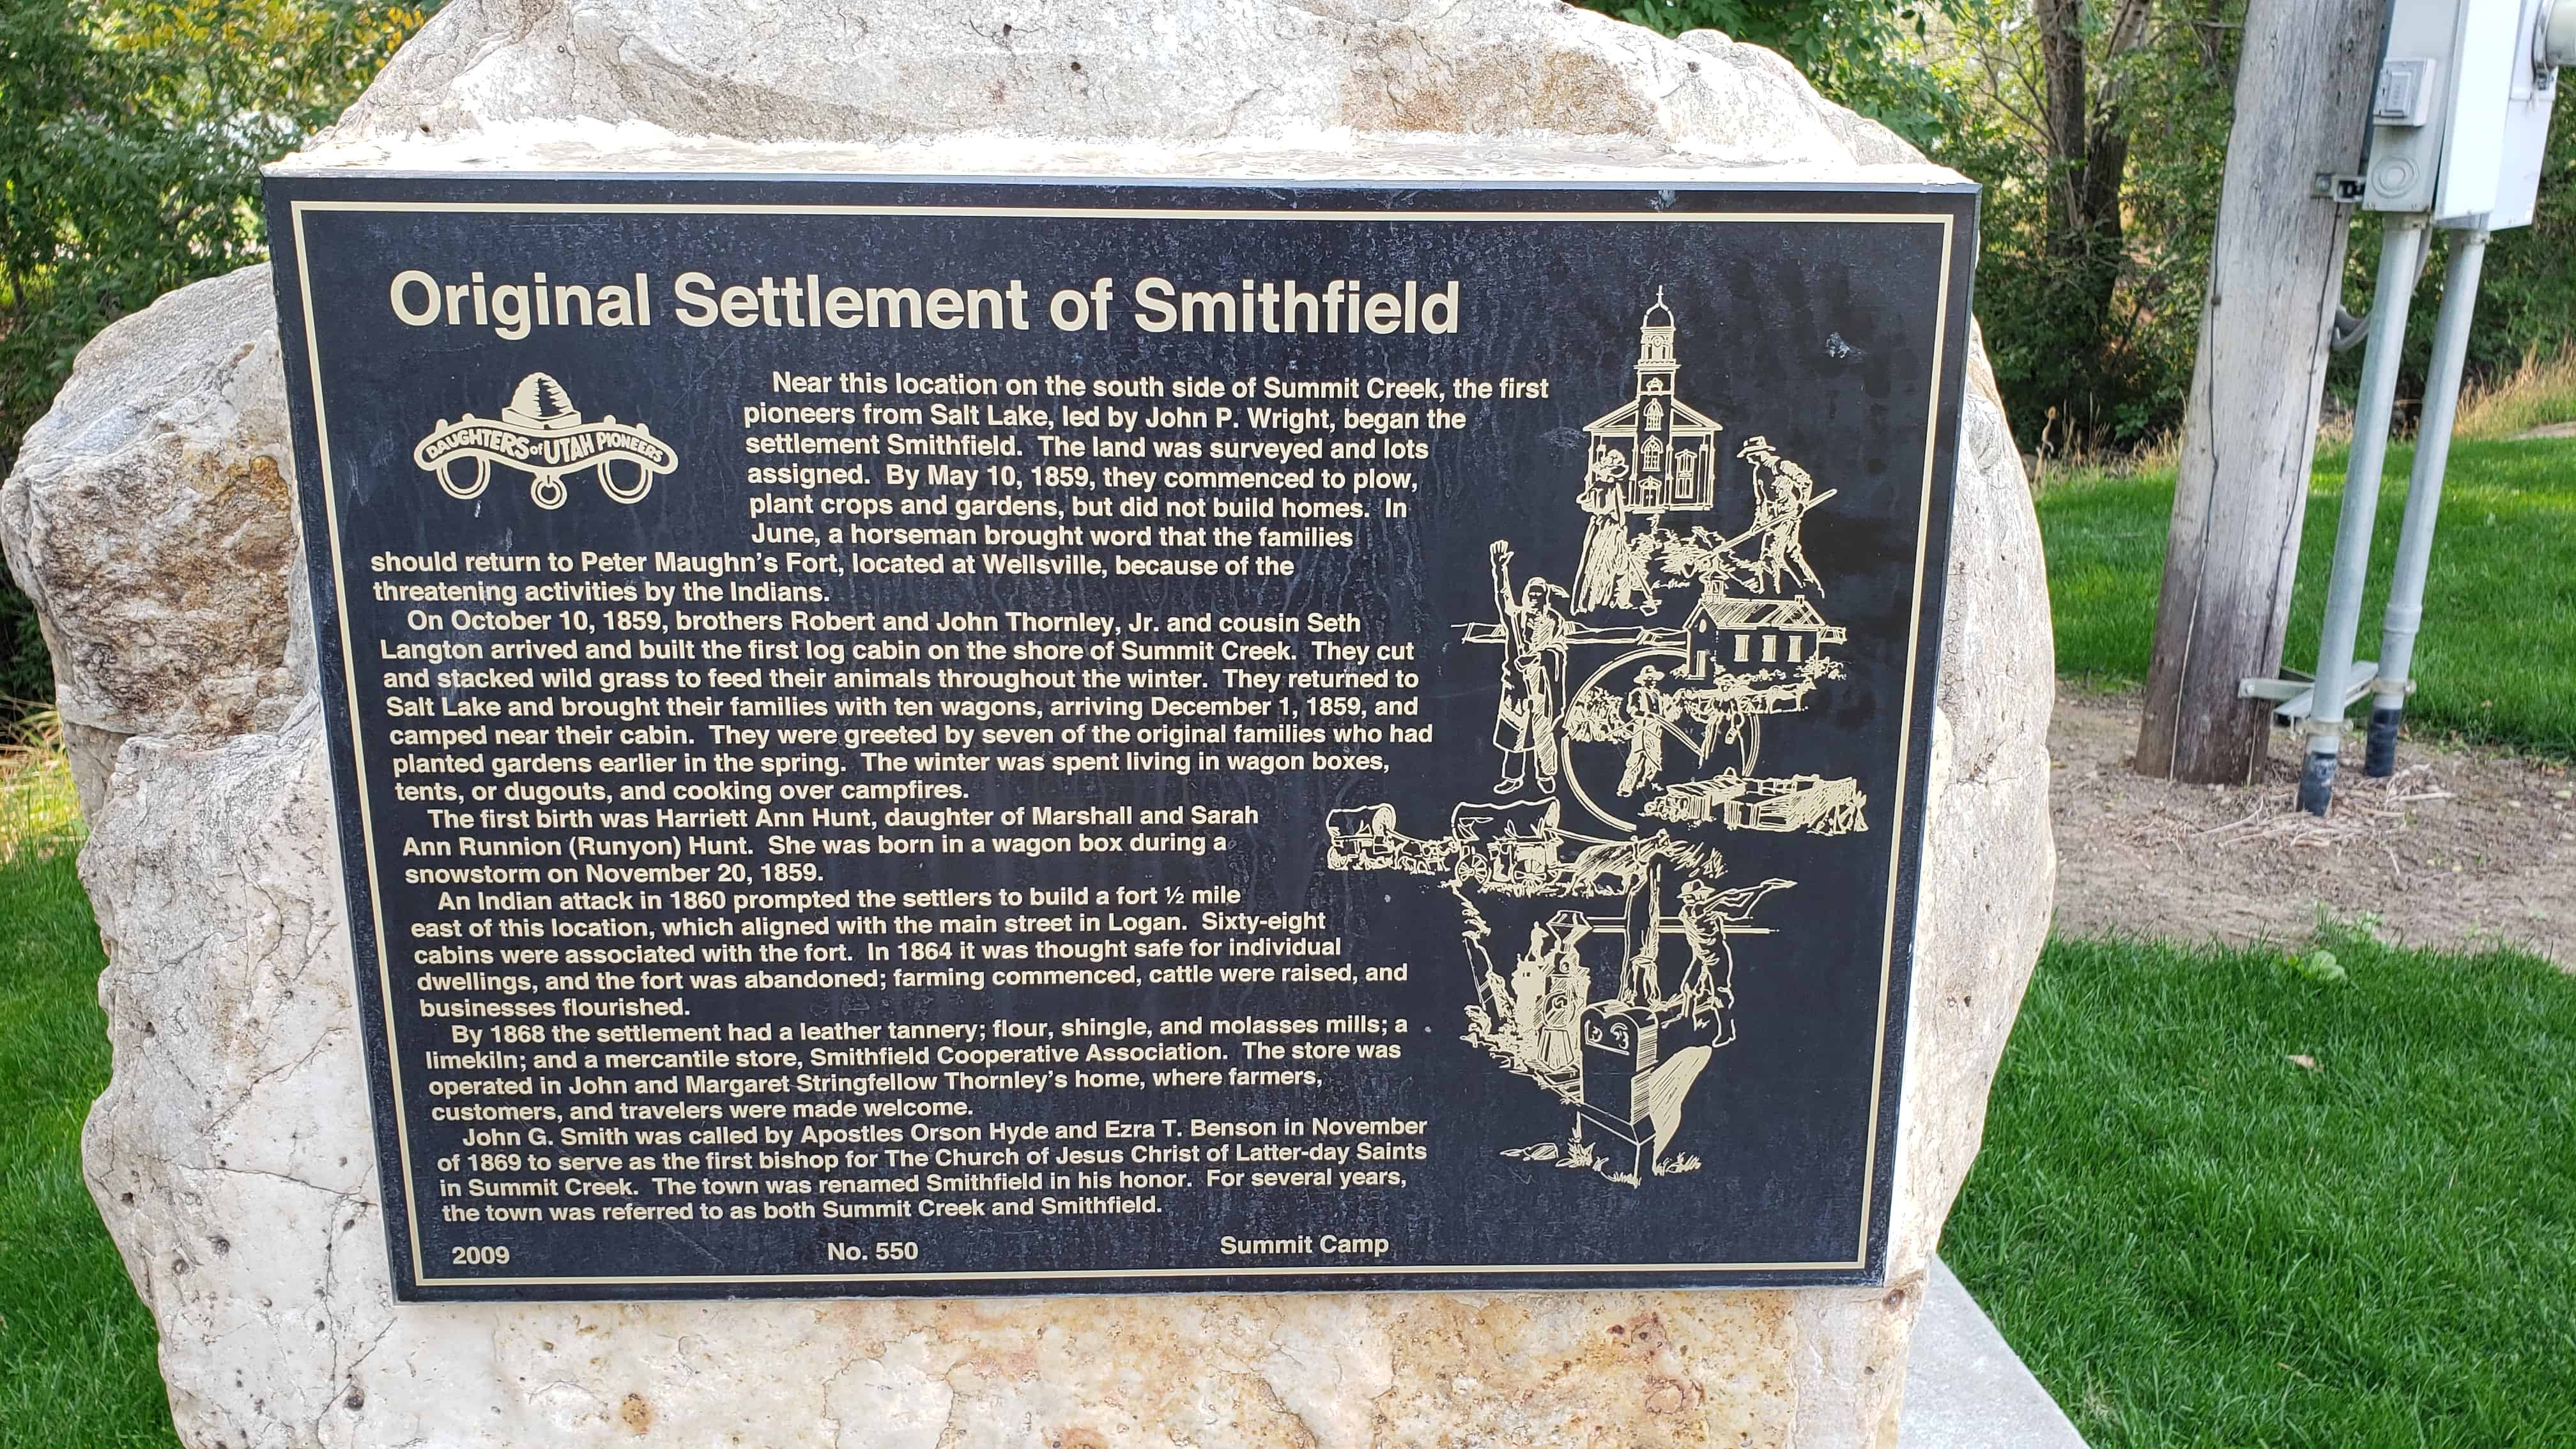 Original Settlement of Smithfield
DAUGHTERS of UTAH PIONEERS
Near this location on the south side of Summit Creek, the first
pioneers from Salt Lake, led by John P. Wright, began the
settlement Smithfield. The land was surveyed and lots
assigned. By May 10, 1859, they commenced to plow,
plant crops and gardens, but did not build homes. In
June, a horseman brought word that the families
should return to Peter Maughn's Fort, located at Wellsville, because of the
threatening activities by the Indians.
On October 10, 1859, brothers Robert and John Thornley, Jr. and cousin Seth
Langton arrived and built the first log cabin on the shore of Summit Creek. They cut
and stacked wild grass to feed their animals throughout the winter. They returned to
Salt Lake and brought their families with ten wagons, arriving December 1, 1859, and
camped near their cabin. They were greeted by seven of the original families who had
planted gardens earlier in the spring. The winter was spent living in wagon boxes,
tents, or dugouts, and cooking over campfires.
The first birth was Harriett Ann Hunt, daughter of Marshall and Sarah
Ann Runnion (Runyon) Hunt. She was born in a wagon box during a
snowstorm on November 20, 1859.
An Indian attack in 1860 prompted the settlers to build a fort ½ mile
east of this location, which aligned with the main street in Logan. Sixty-eight
cabins were associated with the fort. In 1864 it was thought safe for individual
dwellings, and the fort was abandoned; farming commenced, cattle were raised, and
businesses flourished.
By 1868 the settlement had a leather tannery; flour, shingle, and molasses mills; a
limekiln; and a mercantile store, Smithfield Cooperative Association. The store was
operated in John and Margaret Stringfellow Thornley's home, where farmers,
customers, and travelers were made welcome.
John G. Smith was called by Apostles Orson Hyde and Ezra T. Benson in November
of 1869 to serve as the first bishop for The Church of Jesus Christ of Latter-day Saints
in Summit Creek. The town was renamed Smithfield in his honor. For several years,
the town was referred to as both Summit Creek and Smithfield.
2009 No. 550 Summit Camp